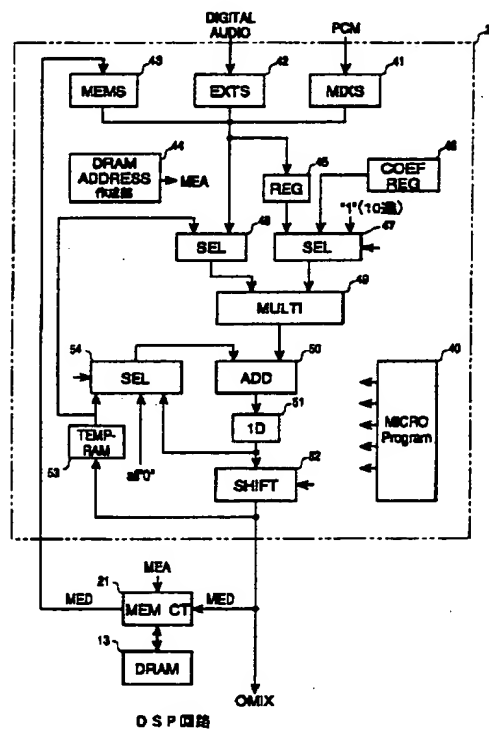 DIGITAL
AUDIO
PCM
43
42
41
MEMS
EXTS
MIXS
44
DRAM
ADDRESS
作成器
MEA
45
REG
46
COEF
REG
"1"(10進)
48
SEL
47
SEL
49
MULTI
54
SEL
50
ADD
40
MICRO
Program
51
1D
TEMP-
RAM
53
all"0"
52
SHIFT
MEA
21
MED
MEM CT
MED
13
DRAM
OMIX
DSP回路